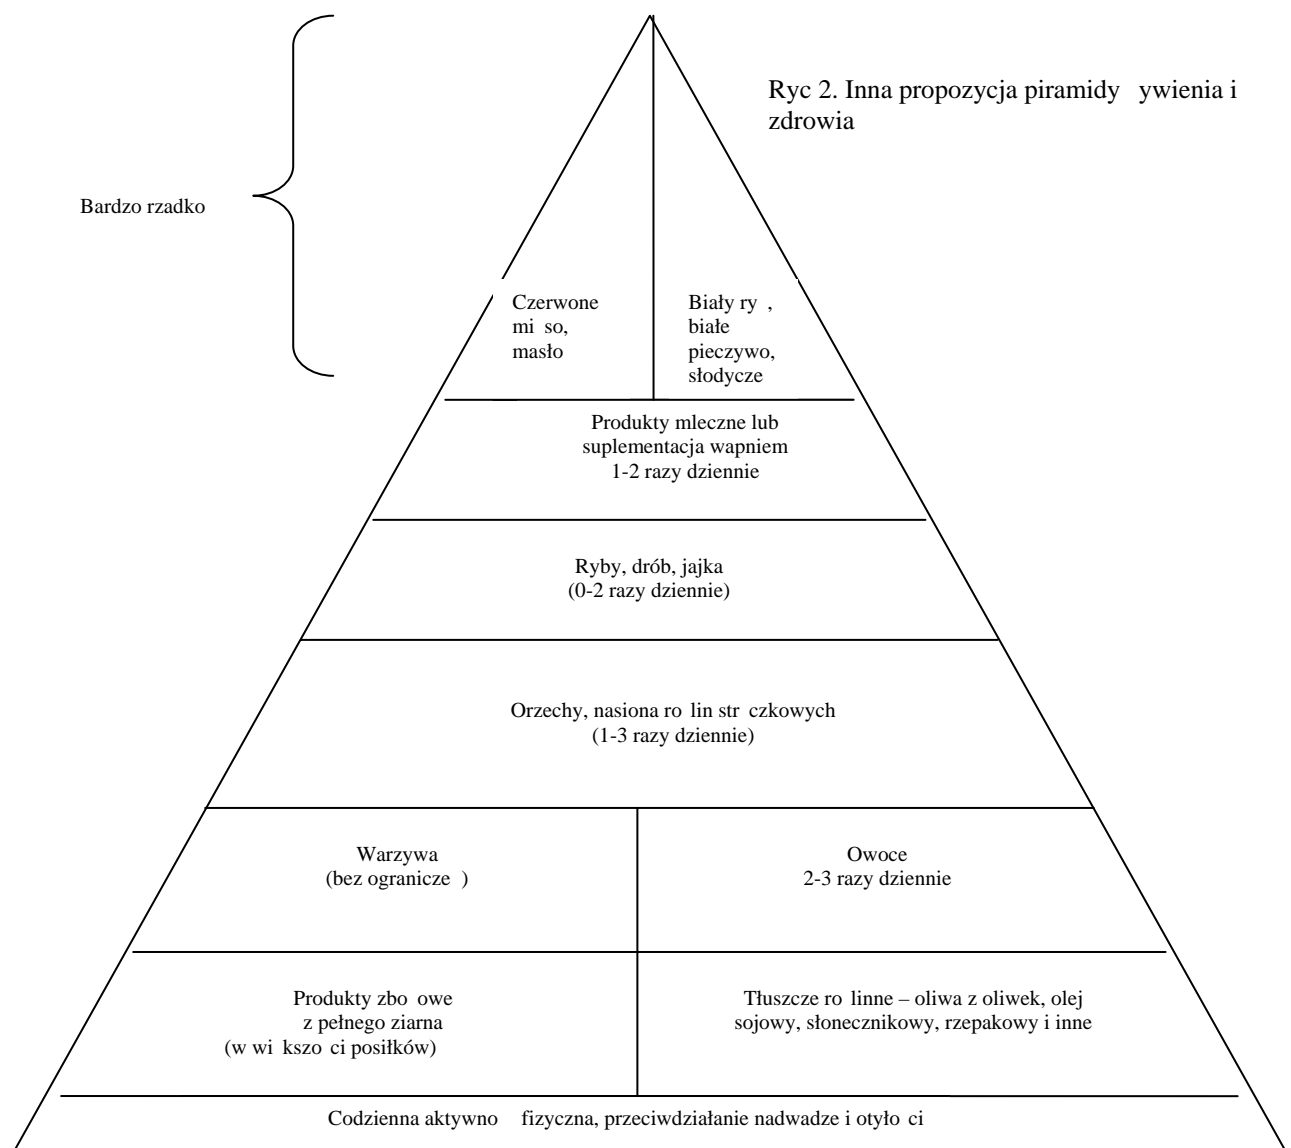 Ryc 2. Inna propozycja piramidy ywienia i
zdrowia
Bardzo rzadko
Czerwone
mi so,
masło
Biały ry ,
białe
pieczywo,
słodycze
Produkty mleczne lub
suplementacja wapniem
1-2 razy dziennie
Ryby, drób, jajka
(0-2 razy dziennie)
Orzechy, nasiona ro lin str czkowych
(1-3 razy dziennie)
Warzywa
(bez ogranicze )
Owoce
2-3 razy dziennie
Produkty zbo owe
z pełnego ziarna
(w wi kszo ci posiłków)
Tłuszcze ro linne – oliwa z oliwek, olej
sojowy, słonecznikowy, rzepakowy i inne
Codzienna aktywno fizyczna, przeciwdziałanie nadwadze i otyło ci